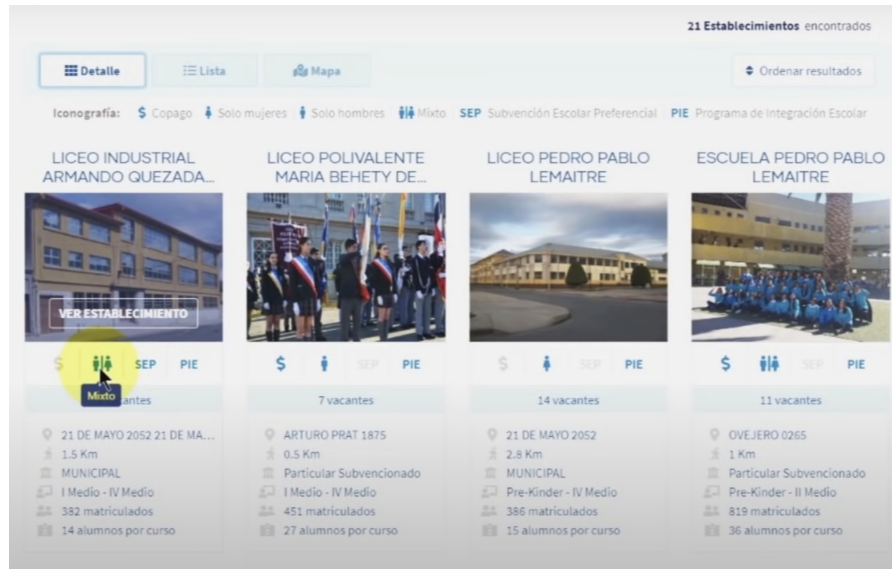 21 Establecimientos encontrados
Detalle Lista Mapa Ordenar resultados
Iconografía: $ Copago Solo mujeres Solo hombres Mixto SEP Subvención Escolar Preferencial PIE Programa de Integración Escolar
LICEO INDUSTRIAL
ARMANDO QUEZADA...
VER ESTABLECIMIENTO
$ SEP PIE
Mixto
antes
21 DE MAYO 2052 21 DE MA...
1.5 Km
MUNICIPAL
I Medio - IV Medio
382 matriculados
14 alumnos por curso
LICEO POLIVALENTE
MARIA BEHETY DE...
$ SEP PIE
7 vacantes
ARTURO PRAT 1875
0.5 Km
Particular Subvencionado
I Medio - IV Medio
451 matriculados
27 alumnos por curso
LICEO PEDRO PABLO
LEMAITRE
$ SEP PIE
14 vacantes
21 DE MAYO 2052
2.8 Km
MUNICIPAL
Pre-Kinder - IV Medio
386 matriculados
15 alumnos por curso
ESCUELA PEDRO PABLO
LEMAITRE
$ SEP PIE
11 vacantes
OVEJERO 0265
1 Km
Particular Subvencionado
Pre-Kinder - II Medio
819 matriculados
36 alumnos por curso